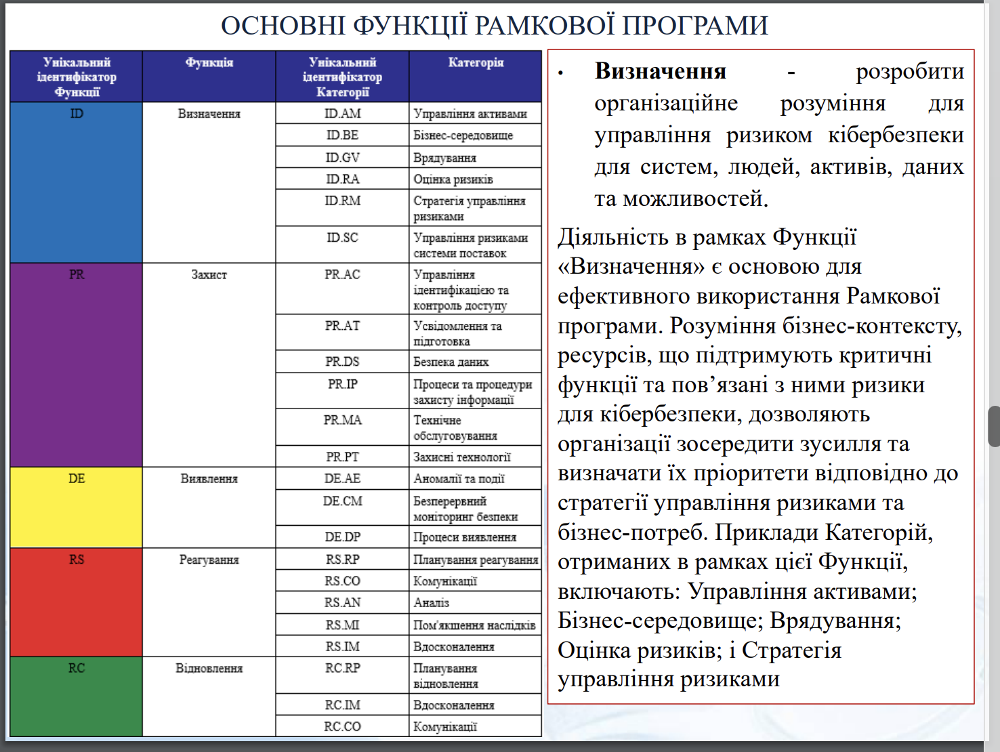 ОСНОВНІ ФУНКЦІЇ РАМКОВОЇ ПРОГРАМИ
Унікальний
ідентифікатор
Функції
Функція
Унікальний
ідентифікатор
Категорії
Категорія
ID
Визначення
ID.AM
Управління активами
ID.BE
Бізнес-середовище
ID.GV
Врядування
ID.RA
Оцінка ризиків
ID.RM
Стратегія управління
ризиками
ID.SC
Управління ризиками
системи поставок
PR
Захист
PR.AC
Управління
ідентифікацією та
контроль доступу
PR.AT
Усвідомлення та
підготовка
PR.DS
Безпека даних
PR.IP
Процеси та процедури
захисту інформації
PR.MA
Технічне
обслуговування
PR.PT
Захисні технології
DE
Виявлення
DE.AE
Аномалії та події
DE.CM
Безперервний
моніторинг безпеки
DE.DP
Процеси виявлення
RS
Реагування
RS.RP
Планування реагування
RS.CO
Комунікації
RS.AN
Аналіз
RS.MI
Пом'якшення наслідків
RS.IM
Вдосконалення
RC
Відновлення
RC.RP
Планування
відновлення
RC.IM
Вдосконалення
RC.CO
Комунікації
• Визначення - розробити
організаційне розуміння для
управління ризиком кібербезпеки
для систем, людей, активів, даних
та можливостей.
Діяльність в рамках Функції
«Визначення» є основою для
ефективного використання Рамкової
програми. Розуміння бізнес-контексту,
ресурсів, що підтримують критичні
функції та пов’язані з ними ризики
для кібербезпеки, дозволяють
організації зосередити зусилля та
визначати їх пріоритети відповідно до
стратегії управління ризиками та
бізнес-потреб. Приклади Категорій,
отриманих в рамках цієї Функції,
включають: Управління активами;
Бізнес-середовище; Врядування;
Оцінка ризиків; і Стратегія
управління ризиками